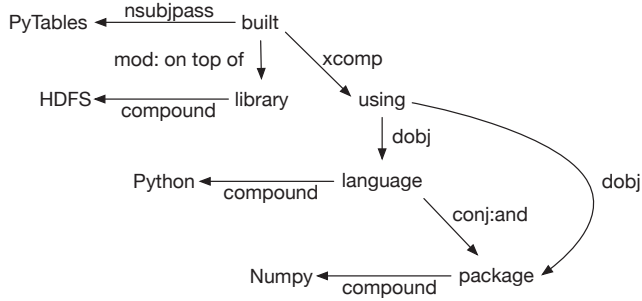 PyTables nsubjpass built
mod: on top of xcomp
HDFS compound library using
dobj
Python compound language dobj
conj:and
Numpy compound package